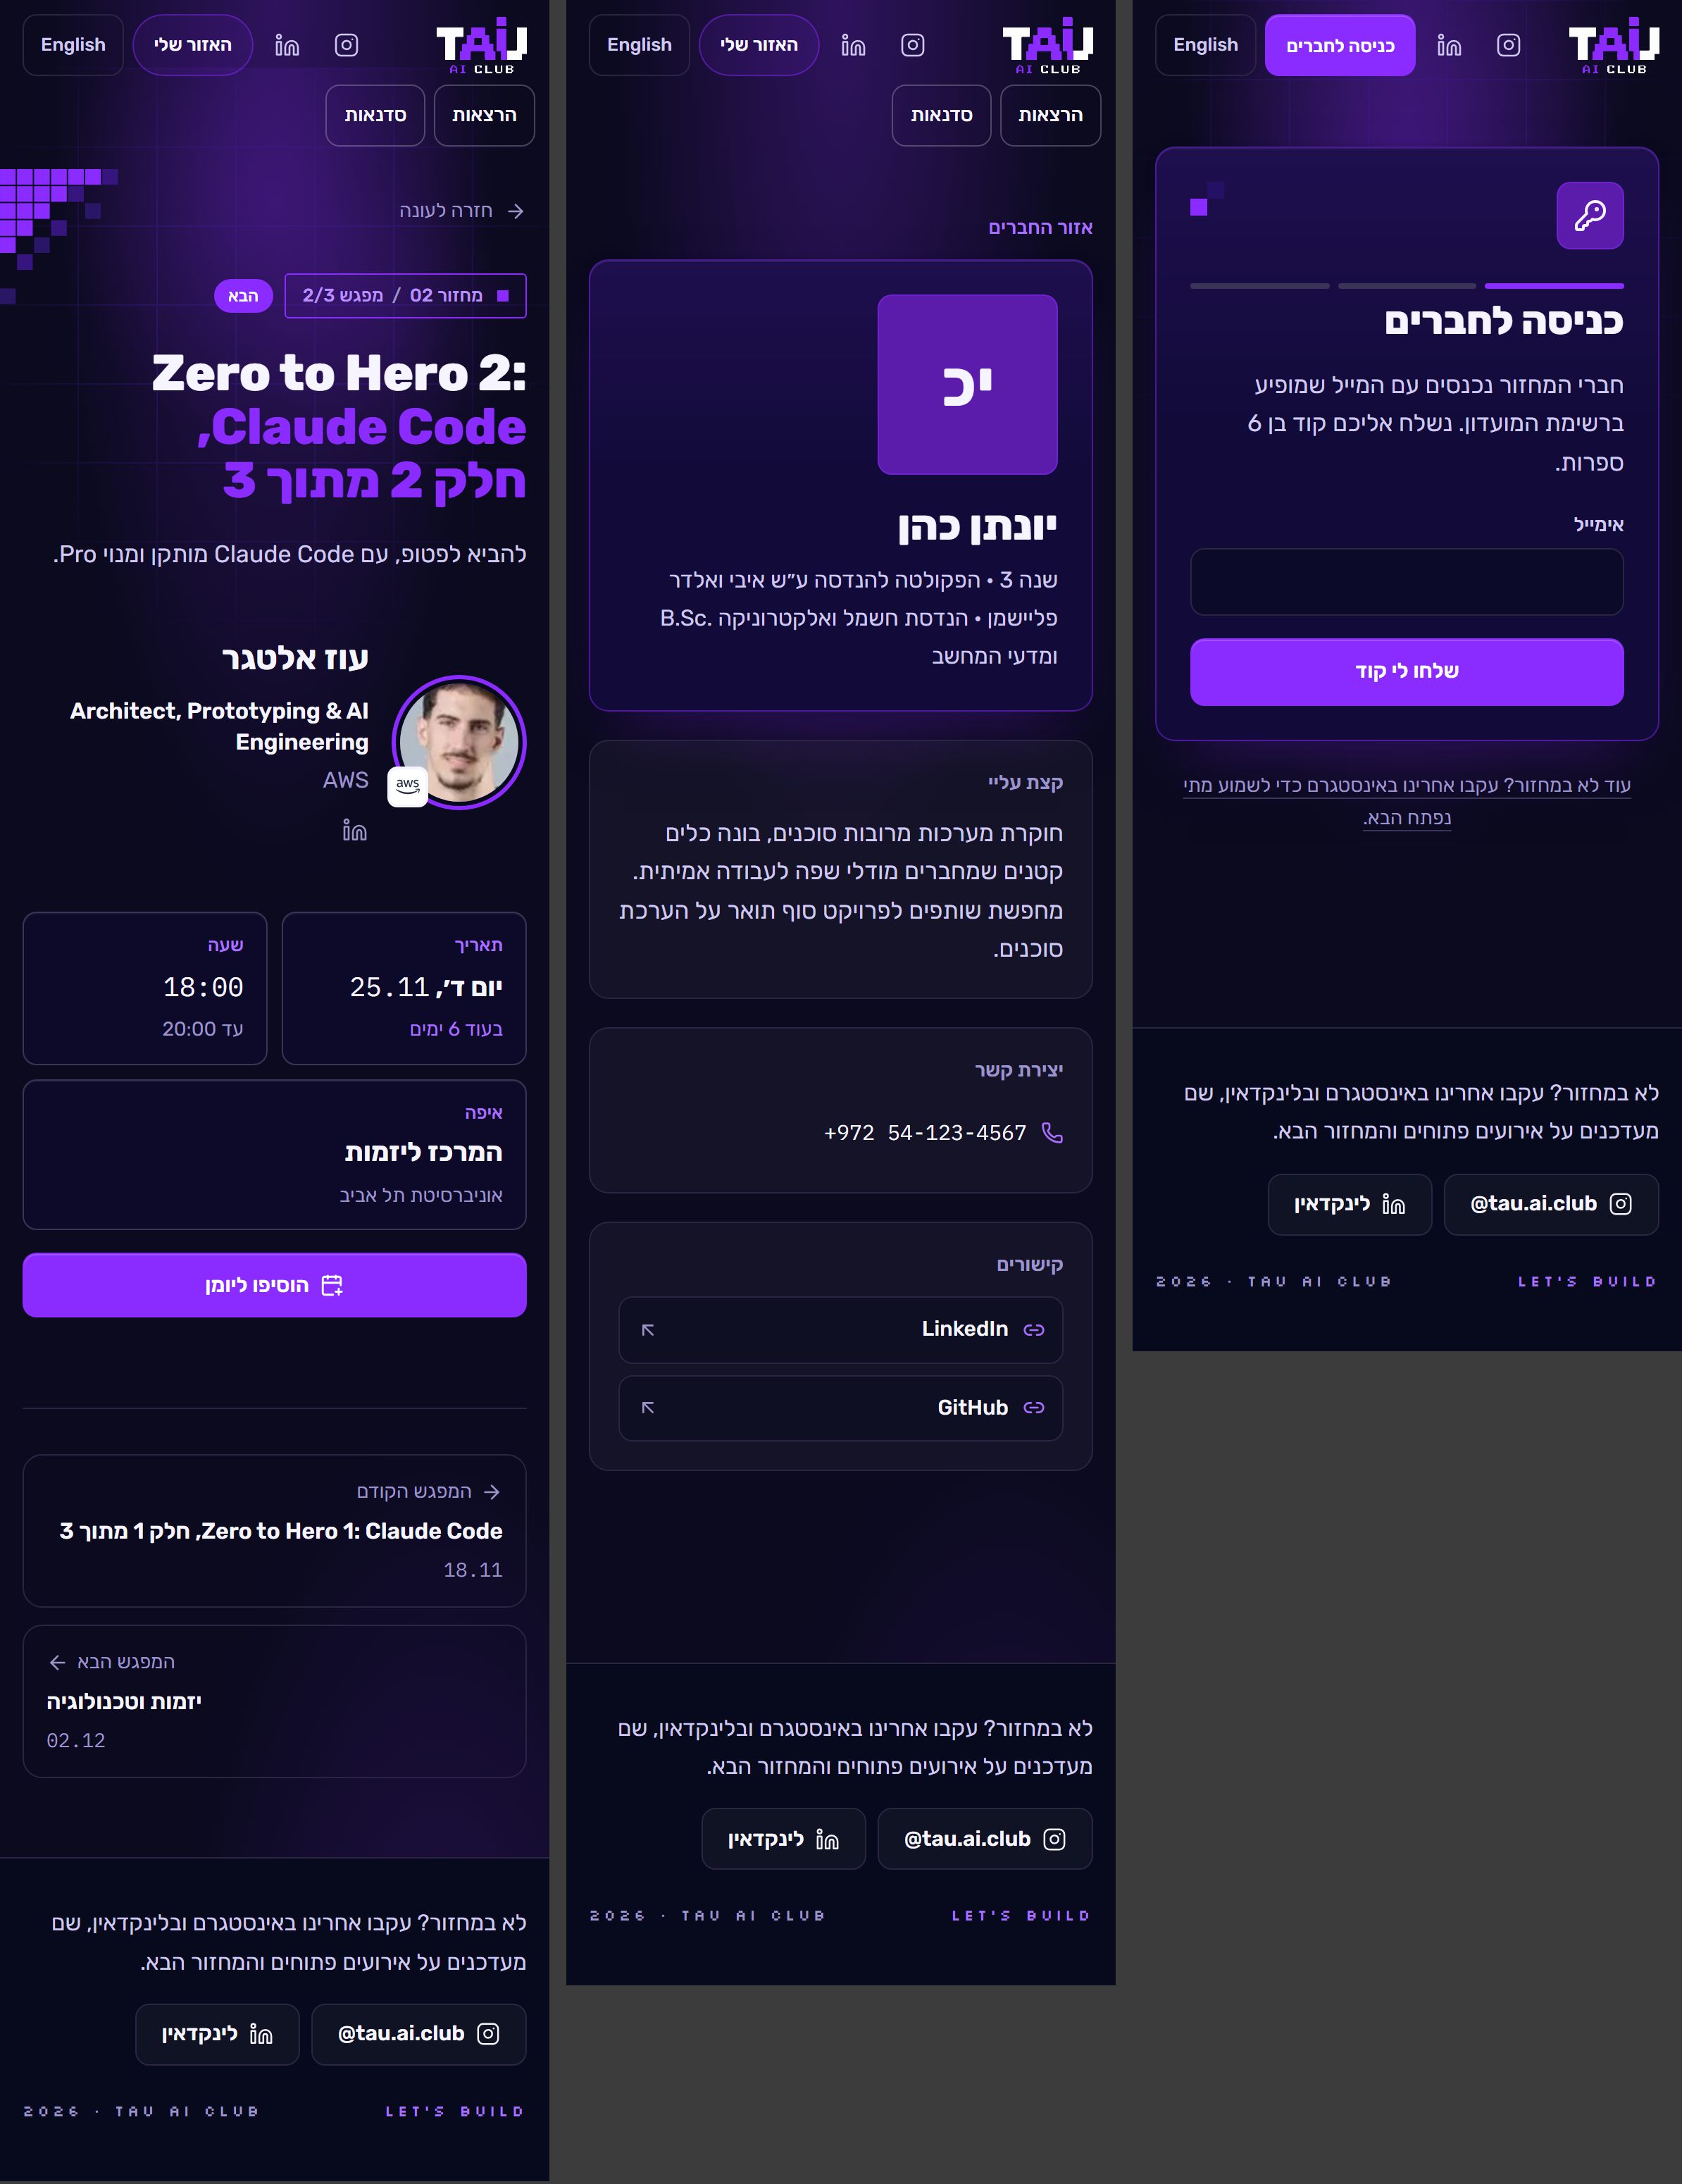 TAU
AI CLUB
האזור שלי
English
הרצאות
סדנאות
חזרה לעונה
מחזור 02 / מפגש 2/3
הבא
Zero to Hero 2:
Claude Code,
חלק 2 מתוך 3
להביא לפטופ, עם Claude Code מותקן ומנוי Pro.
עוז אלטגר
Architect, Prototyping & AI
Engineering
AWS
aws
תאריך
יום ד׳, 25.11
בעוד 6 ימים
שעה
18:00
עד 20:00
איפה
המרכז ליזמות
אוניברסיטת תל אביב
הוסיפו ליומן
המפגש הקודם
Zero to Hero 1: Claude Code, חלק 1 מתוך 3
18.11
המפגש הבא
יזמות וטכנולוגיה
02.12
לא במחזור? עקבו אחרינו באינסטגרם ובלינקדאין, שם
מעדכנים על אירועים פתוחים והמחזור הבא.
@tau.ai.club
לינקדאין
LET'S BUILD
2026 · TAU AI CLUB
TAU
AI CLUB
האזור שלי
English
הרצאות
סדנאות
אזור החברים
יכ
יונתן כהן
שנה 3 • הפקולטה להנדסה ע״ש איבי ואלדר
פליישמן • הנדסת חשמל ואלקטרוניקה B.Sc.
ומדעי המחשב
קצת עליי
חוקרת מערכות מרובות סוכנים, בונה כלים
קטנים שמחברים מודלי שפה לעבודה אמיתית.
מחפשת שותפים לפרויקט סוף תואר על הערכת
סוכנים.
יצירת קשר
+972 54-123-4567
קישורים
LinkedIn
GitHub
לא במחזור? עקבו אחרינו באינסטגרם ובלינקדאין, שם
מעדכנים על אירועים פתוחים והמחזור הבא.
@tau.ai.club
לינקדאין
LET'S BUILD
2026 · TAU AI CLUB
TAU
AI CLUB
כניסה לחברים
English
כניסה לחברים
חברי המחזור נכנסים עם המייל שמופיע
ברשימת המועדון. נשלח אליכם קוד בן 6
ספרות.
אימייל
שלחו לי קוד
עוד לא במחזור? עקבו אחרינו באינסטגרם כדי לשמוע מתי
נפתח הבא.
לא במחזור? עקבו אחרינו באינסטגרם ובלינקדאין, שם
מעדכנים על אירועים פתוחים והמחזור הבא.
@tau.ai.club
לינקדאין
LET'S BUILD
2026 · TAU AI CLUB